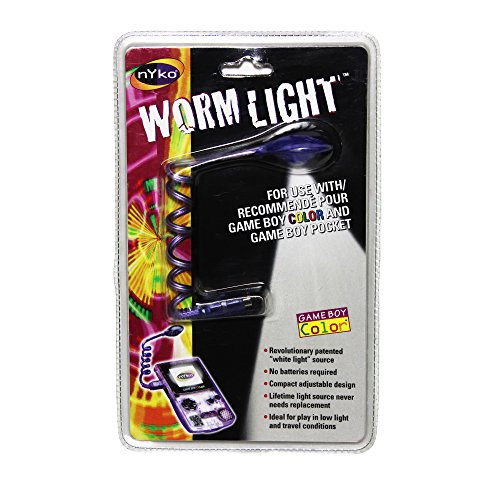 nyko
WORM LIGHT™
FOR USE WITH/
RECOMMENDE POUR
GAME BOY COLOR AND
GAME BOY POCKET
GAME BOY
Color
• Revolutionary patented
"white light" source
• No batteries required
• Compact adjustable design
• Lifetime light source never
needs replacement
• Ideal for play in low light
and travel conditions
nyko